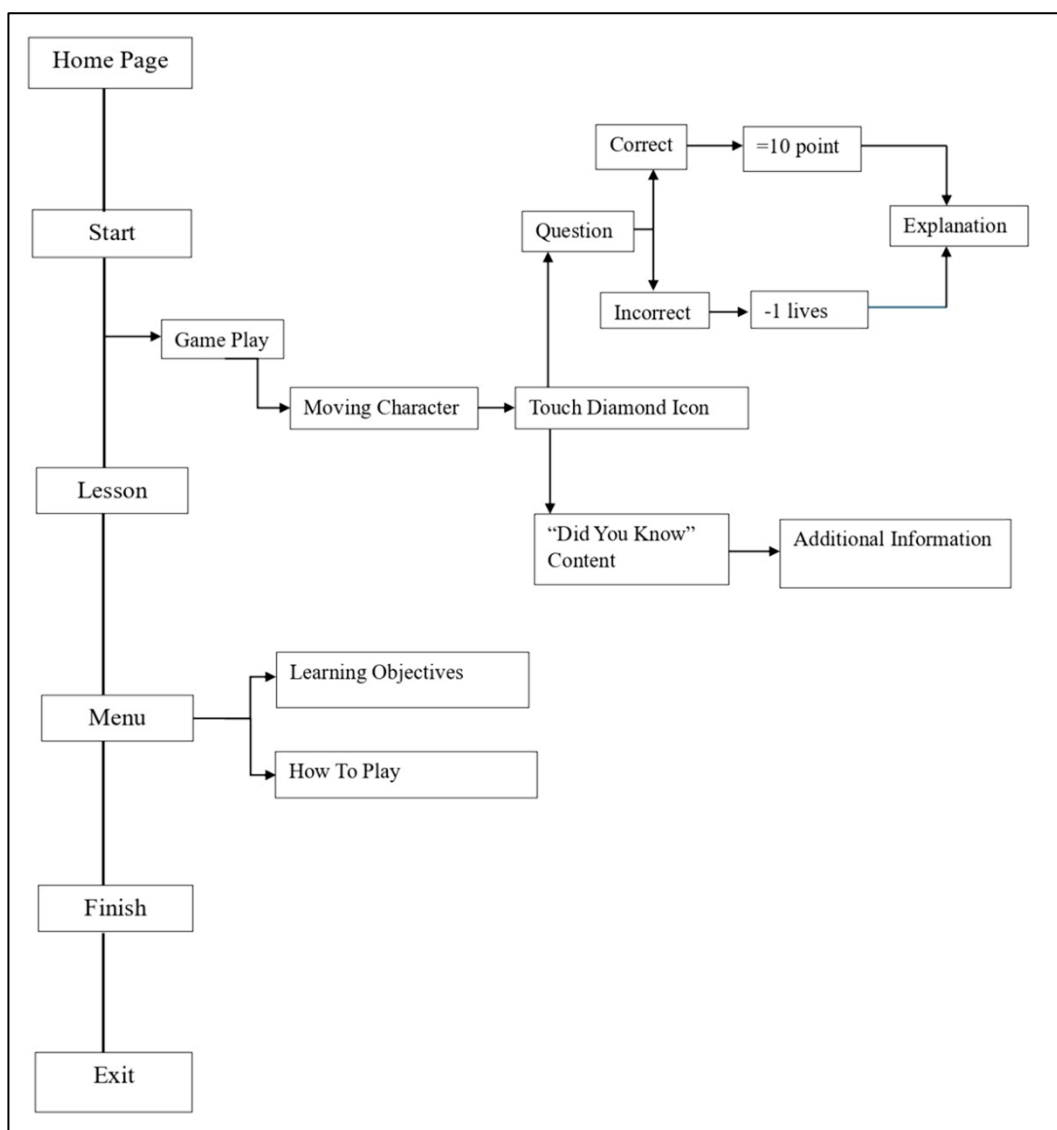 Home Page
Correct
=10 point
Start
Question
Explanation
Incorrect
-1 lives
Game Play
Moving Character
Touch Diamond Icon
Lesson
“Did You Know”
Content
Additional Information
Learning Objectives
Menu
How To Play
Finish
Exit